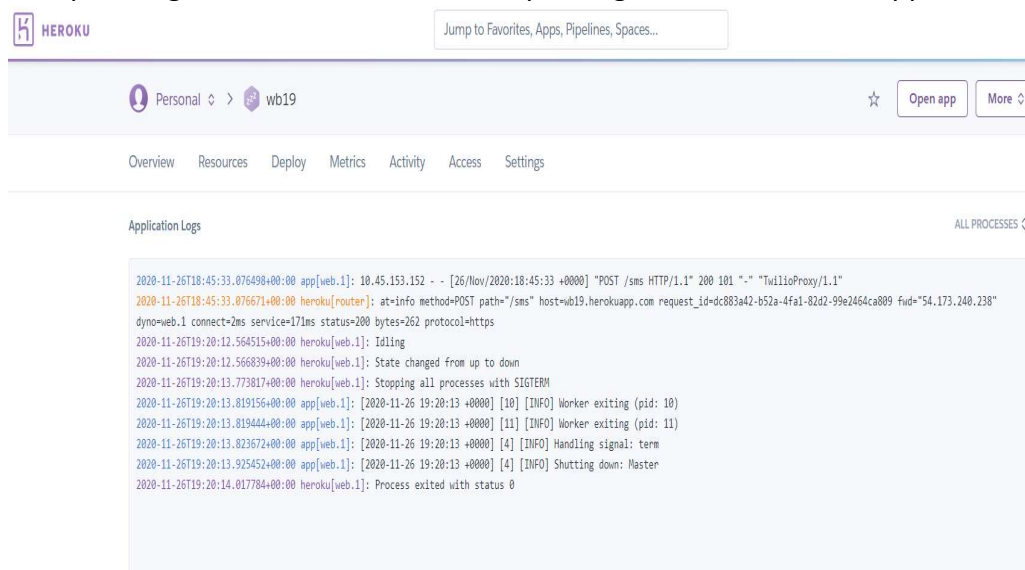 HEROKU
Jump to Favorites, Apps, Pipelines, Spaces...
Personal > wb19
Open app
More
Overview Resources Deploy Metrics Activity Access Settings
Application Logs
ALL PROCESSES
2020-11-26T18:45:33.076498+00:00 app[web.1]: 10.45.153.152 - - [26/Nov/2020:18:45:33 +0000] "POST /sms HTTP/1.1" 200 101 "-" "TwilioProxy/1.1"
2020-11-26T18:45:33.076671+00:00 heroku[router]: at=info method=POST path="/sms" host=wb19.herokuapp.com request_id=dc883a42-b52a-4fa1-82d2-99e2464ca809 fwd="54.173.240.238"
dyno=web.1 connect=2ms service=171ms status=200 bytes=262 protocol=https
2020-11-26T19:20:12.564515+00:00 heroku[web.1]: Idling
2020-11-26T19:20:12.566839+00:00 heroku[web.1]: State changed from up to down
2020-11-26T19:20:13.773817+00:00 heroku[web.1]: Stopping all processes with SIGTERM
2020-11-26T19:20:13.819156+00:00 app[web.1]: [2020-11-26 19:20:13 +0000] [10] [INFO] Worker exiting (pid: 10)
2020-11-26T19:20:13.819444+00:00 app[web.1]: [2020-11-26 19:20:13 +0000] [11] [INFO] Worker exiting (pid: 11)
2020-11-26T19:20:13.823672+00:00 app[web.1]: [2020-11-26 19:20:13 +0000] [4] [INFO] Handling signal: term
2020-11-26T19:20:13.925452+00:00 app[web.1]: [2020-11-26 19:20:13 +0000] [4] [INFO] Shutting down: Master
2020-11-26T19:20:14.017784+00:00 heroku[web.1]: Process exited with status 0